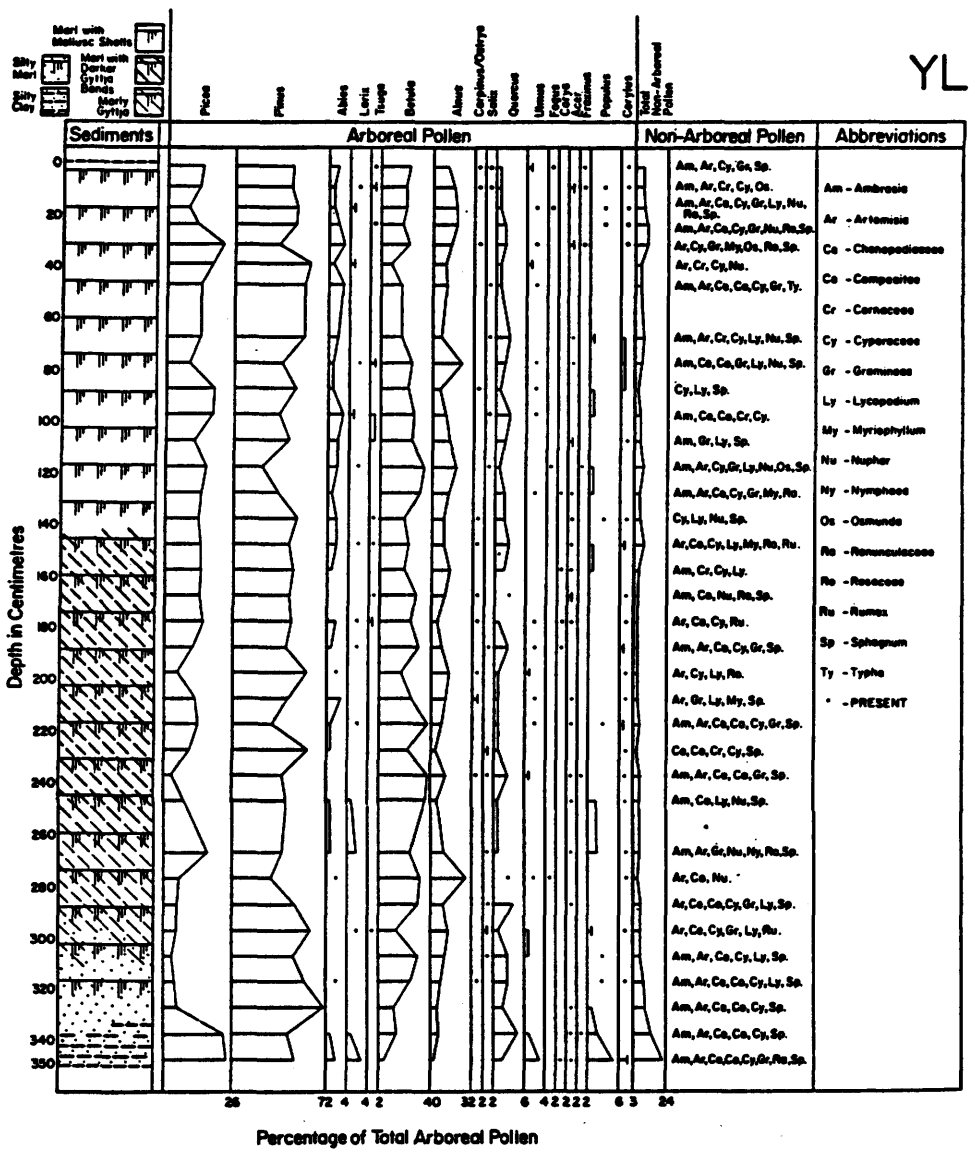 YL
Marl with
Mollusc Shells
Silty
Marl
Marl with
Darker
Gyttja
Bands
Silty
Clay
Marly
Gyttja
Picea
Pinus
Abies
Larix
Tsuga
Betula
Alnus
Carpinus/Ostrya
Salix
Quercus
Ulmus
Fagus
Carya
Acer
Fraxinus
Populus
Corylus
Total
Non-Arboreal
Pollen
Sediments
Arboreal Pollen
Non-Arboreal Pollen
Abbreviations
Depth in Centimetres
0
20
40
60
80
100
120
140
160
180
200
220
240
260
280
300
320
340
350
Am, Ar, Cy, Gr, Sp.
Am, Ar, Cr, Cy, Os.
Am, Ar, Ca, Cy, Gr, Ly, Nu,
Ra, Sp.
Am, Ar, Ca, Cy, Gr, Nu, Ra, Sp.
Ar, Cy, Gr, My, Os, Ra, Sp.
Ar, Cr, Cy, Nu.
Am, Ar, Ca, Co, Cy, Gr, Ty.
Am, Ar, Cr, Cy, Ly, Nu, Sp.
Am, Ca, Co, Gr, Ly, Nu, Sp.
Cy, Ly, Sp.
Am, Ca, Co, Cr, Cy.
Am, Gr, Ly, Sp.
Am, Ar, Cy, Gr, Ly, Nu, Os, Sp.
Am, Ar, Ca, Cy, Gr, My, Ra.
Cy, Ly, Nu, Sp.
Ar, Ca, Cy, Ly, My, Ra, Ru.
Am, Cr, Cy, Ly.
Am, Ca, Nu, Ra, Sp.
Ar, Ca, Cy, Ru.
Am, Ar, Ca, Cy, Gr, Sp.
Ar, Cy, Ly, Ra.
Ar, Gr, Ly, My, Sp.
Am, Ar, Ca, Co, Cy, Gr, Sp.
Ca, Co, Cr, Cy, Sp.
Am, Ar, Ca, Co, Gr, Sp.
Am, Ca, Ly, Nu, Sp.
Am, Ar, Gr, Nu, Ny, Ra, Sp.
Ar, Ca, Nu.
Ar, Ca, Co, Cy, Gr, Ly, Sp.
Ar, Ca, Cy, Gr, Ly, Ru.
Am, Ar, Ca, Cy, Ly, Sp.
Am, Ar, Ca, Co, Cy, Ly, Sp.
Am, Ar, Ca, Co, Cy, Sp.
Am, Ar, Ca, Co, Cy, Sp.
Am, Ar, Ca, Co, Cy, Gr, Ra, Sp.
Am - Ambrosia
Ar - Artemisia
Ca - Chenopodiaceae
Co - Compositae
Cr - Cornaceae
Cy - Cyperaceae
Gr - Gramineae
Ly - Lycopodium
My - Myriophyllum
Nu - Nuphar
Ny - Nymphaea
Os - Osmunda
Ra - Ranunculaceae
Ro - Rosaceae
Ru - Rumex
Sp - Sphagnum
Ty - Typha
• - PRESENT
26 72 4 4 2 40 32 2 2 6 4 2 2 2 2 6 3 24
Percentage of Total Arboreal Pollen